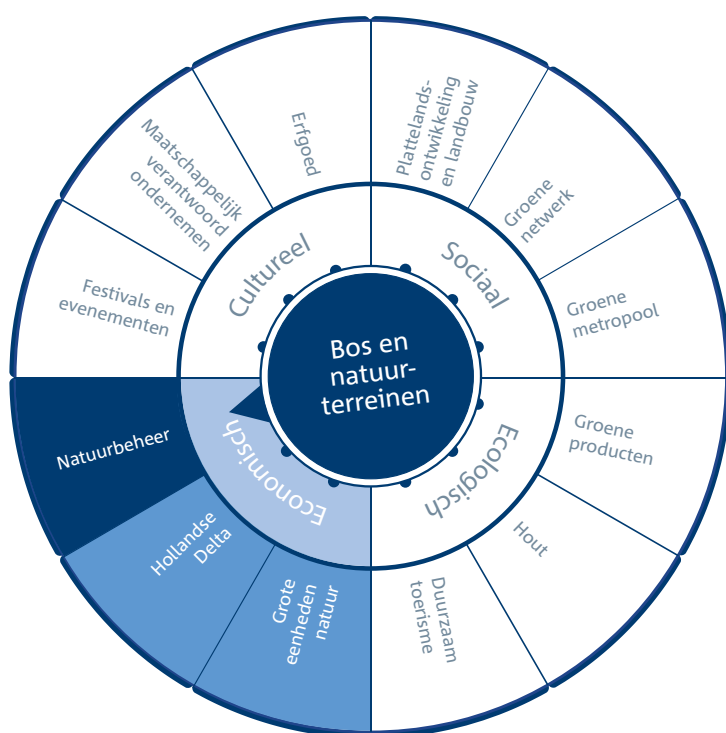 Bos en
natuur-
terreinen
Cultureel
Sociaal
Ecologisch
Economisch
Erfgoed
Plattelands-
ontwikkeling
en landbouw
Groene
netwerk
Groene
metropool
Groene
producten
Hout
Duurzaam
toerisme
Grote
eenheden
natuur
Hollandse
Delta
Natuurbeheer
Festivals en
evenementen
Maatschappelijk
verantwoord
ondernemen